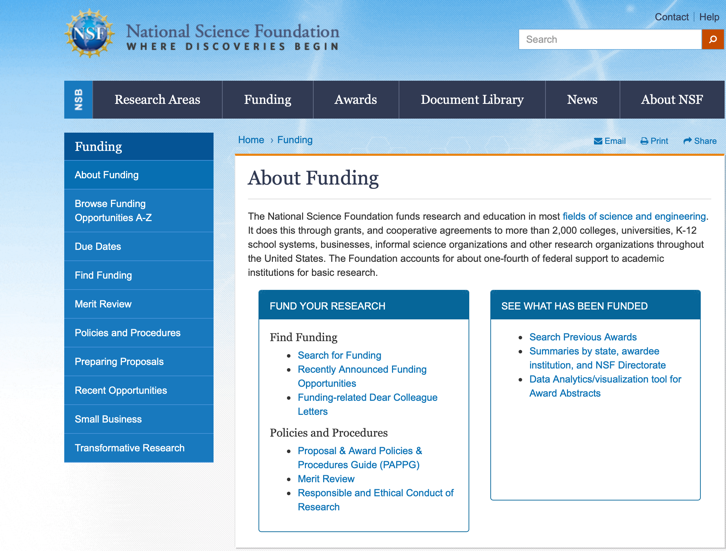 Contact | Help
NSF
National Science Foundation
WHERE DISCOVERIES BEGIN
Search
NSB
Research Areas
Funding
Awards
Document Library
News
About NSF
Funding
About Funding
Browse Funding
Opportunities A-Z
Due Dates
Find Funding
Merit Review
Policies and Procedures
Preparing Proposals
Recent Opportunities
Small Business
Transformative Research
Home › Funding
Email
Print
Share
About Funding
The National Science Foundation funds research and education in most fields of science and engineering.
It does this through grants, and cooperative agreements to more than 2,000 colleges, universities, K-12
school systems, businesses, informal science organizations and other research organizations throughout
the United States. The Foundation accounts for about one-fourth of federal support to academic
institutions for basic research.
FUND YOUR RESEARCH
Find Funding
• Search for Funding
• Recently Announced Funding
Opportunities
• Funding-related Dear Colleague
Letters
Policies and Procedures
• Proposal & Award Policies &
Procedures Guide (PAPPG)
• Merit Review
• Responsible and Ethical Conduct of
Research
SEE WHAT HAS BEEN FUNDED
• Search Previous Awards
• Summaries by state, awardee
institution, and NSF Directorate
• Data Analytics/visualization tool for
Award Abstracts